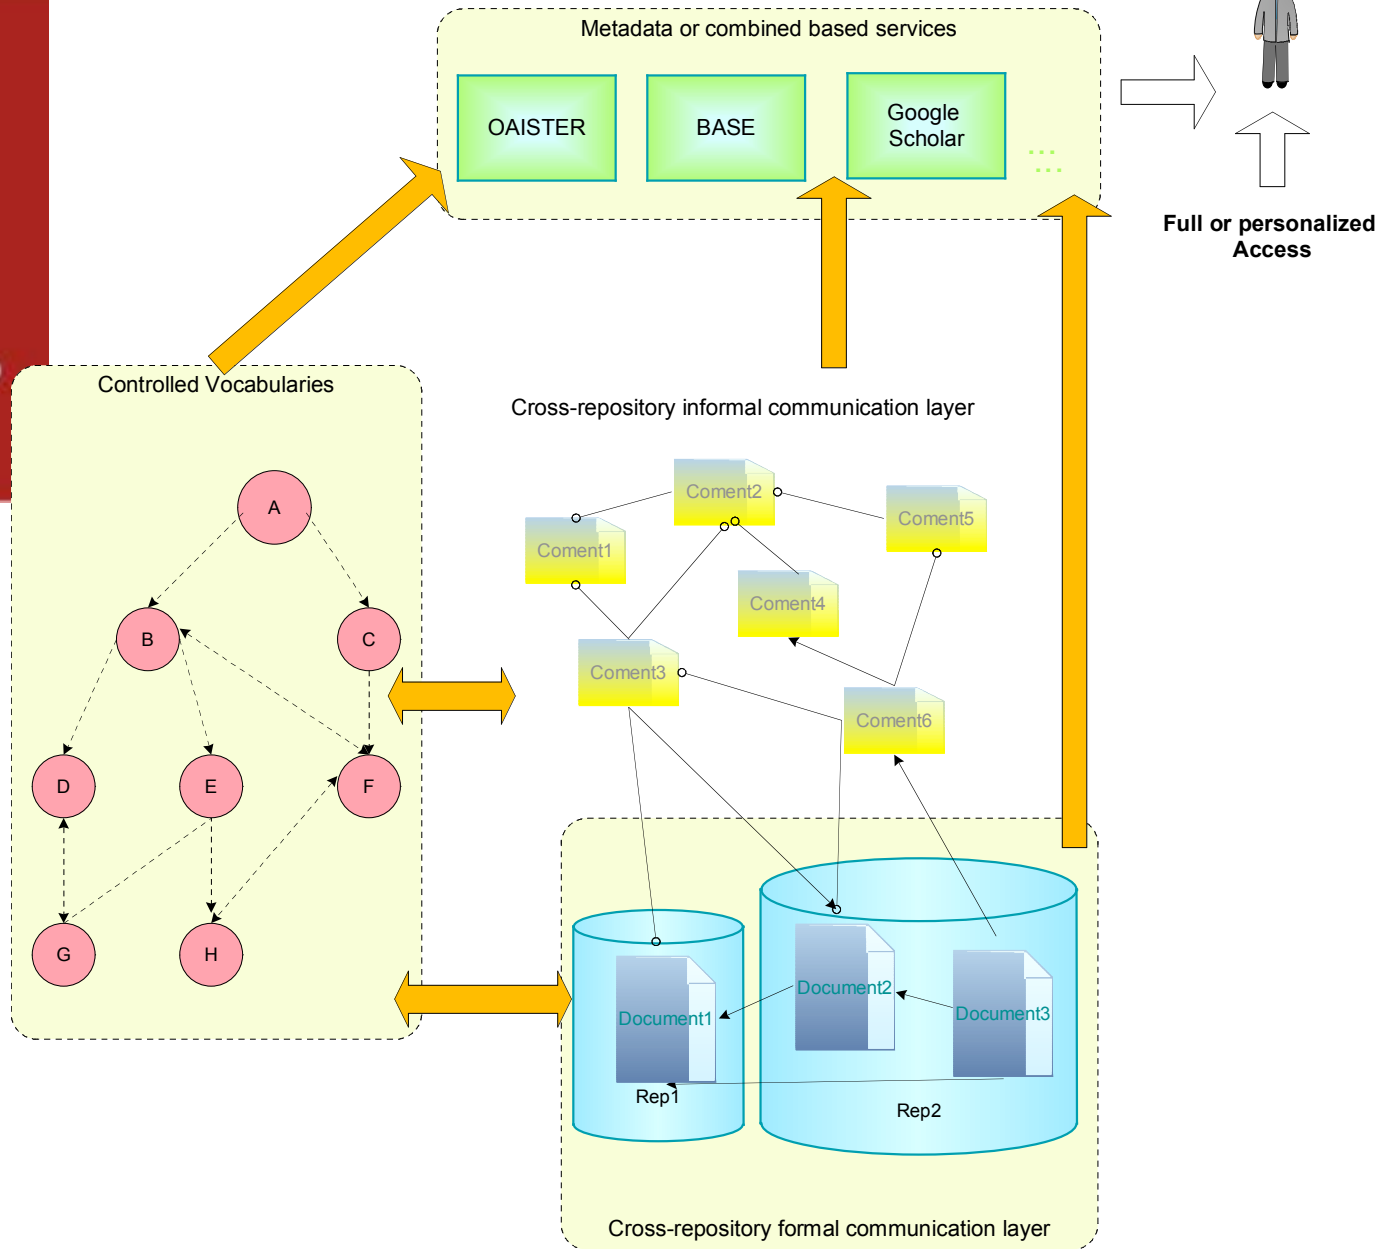 Metadata or combined based services
OAISTER
BASE
Google
Scholar
...
...
Full or personalized
Access
Controlled Vocabularies
Cross-repository informal communication layer
A
B
C
D
E
F
G
H
Coment2
Coment5
Coment1
Coment4
Coment3
Coment6
Document2
Document3
Document1
Rep1
Rep2
Cross-repository formal communication layer